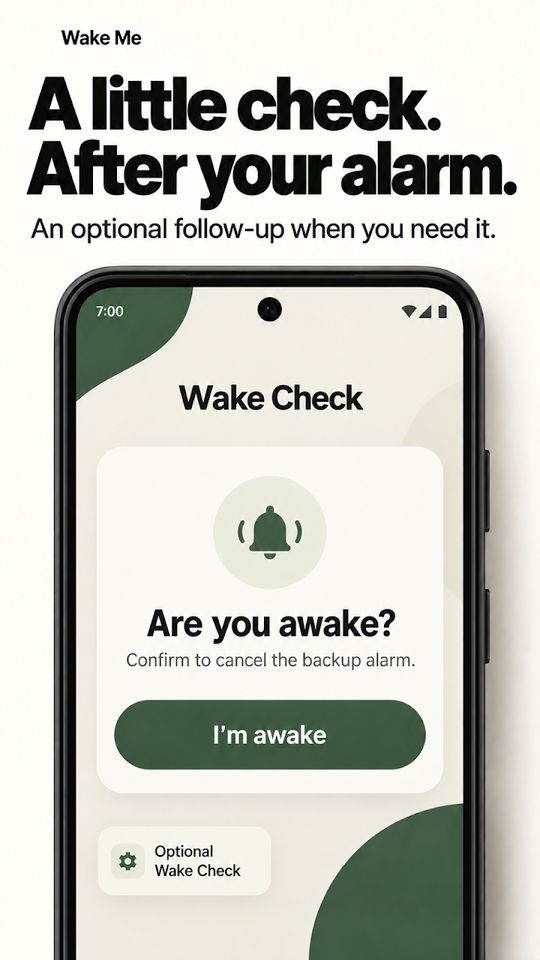 Wake Me
A little check.
After your alarm.
An optional follow-up when you need it.
7:00
Wake Check
Are you awake?
Confirm to cancel the backup alarm.
I’m awake
Optional
Wake Check